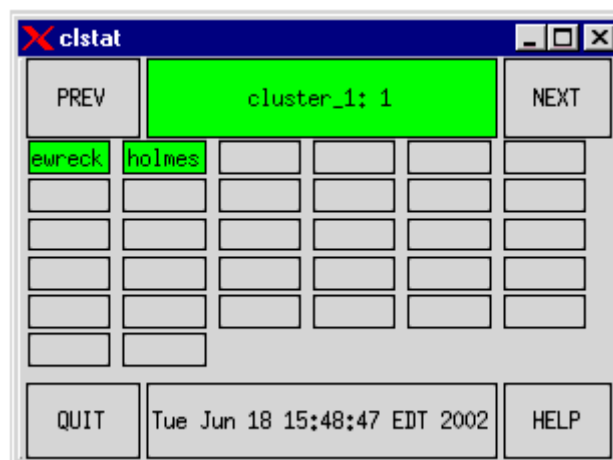 clstat
PREV
cluster_1: 1
NEXT
ewreck
holmes
QUIT
Tue Jun 18 15:48:47 EDT 2002
HELP